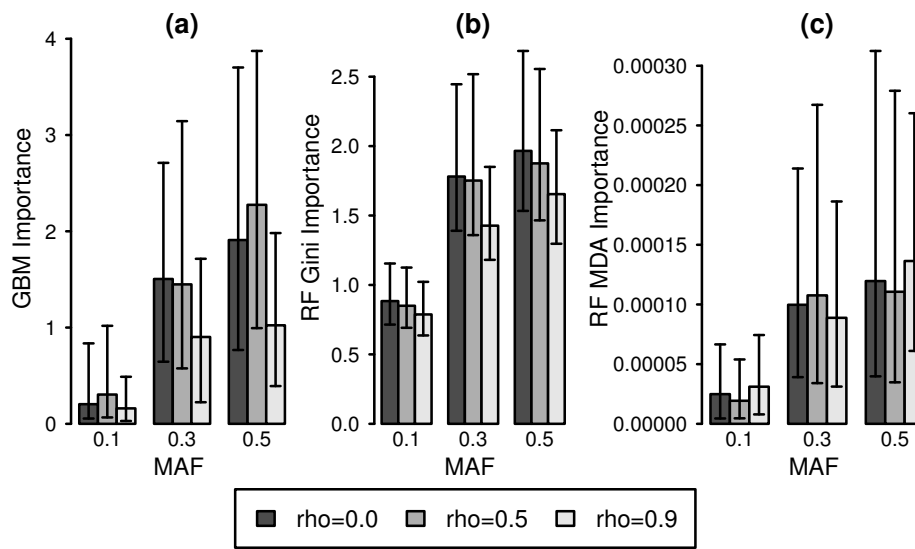 (a)
GBM Importance
4
3
2
1
0
0.1 0.3 0.5
MAF
(b)
RF Gini Importance
2.5
2.0
1.5
1.0
0.5
0.0
0.1 0.3 0.5
MAF
(c)
RF MDA Importance
0.00030
0.00025
0.00020
0.00015
0.00010
0.00005
0.00000
0.1 0.3 0.5
MAF
rho=0.0 rho=0.5 rho=0.9